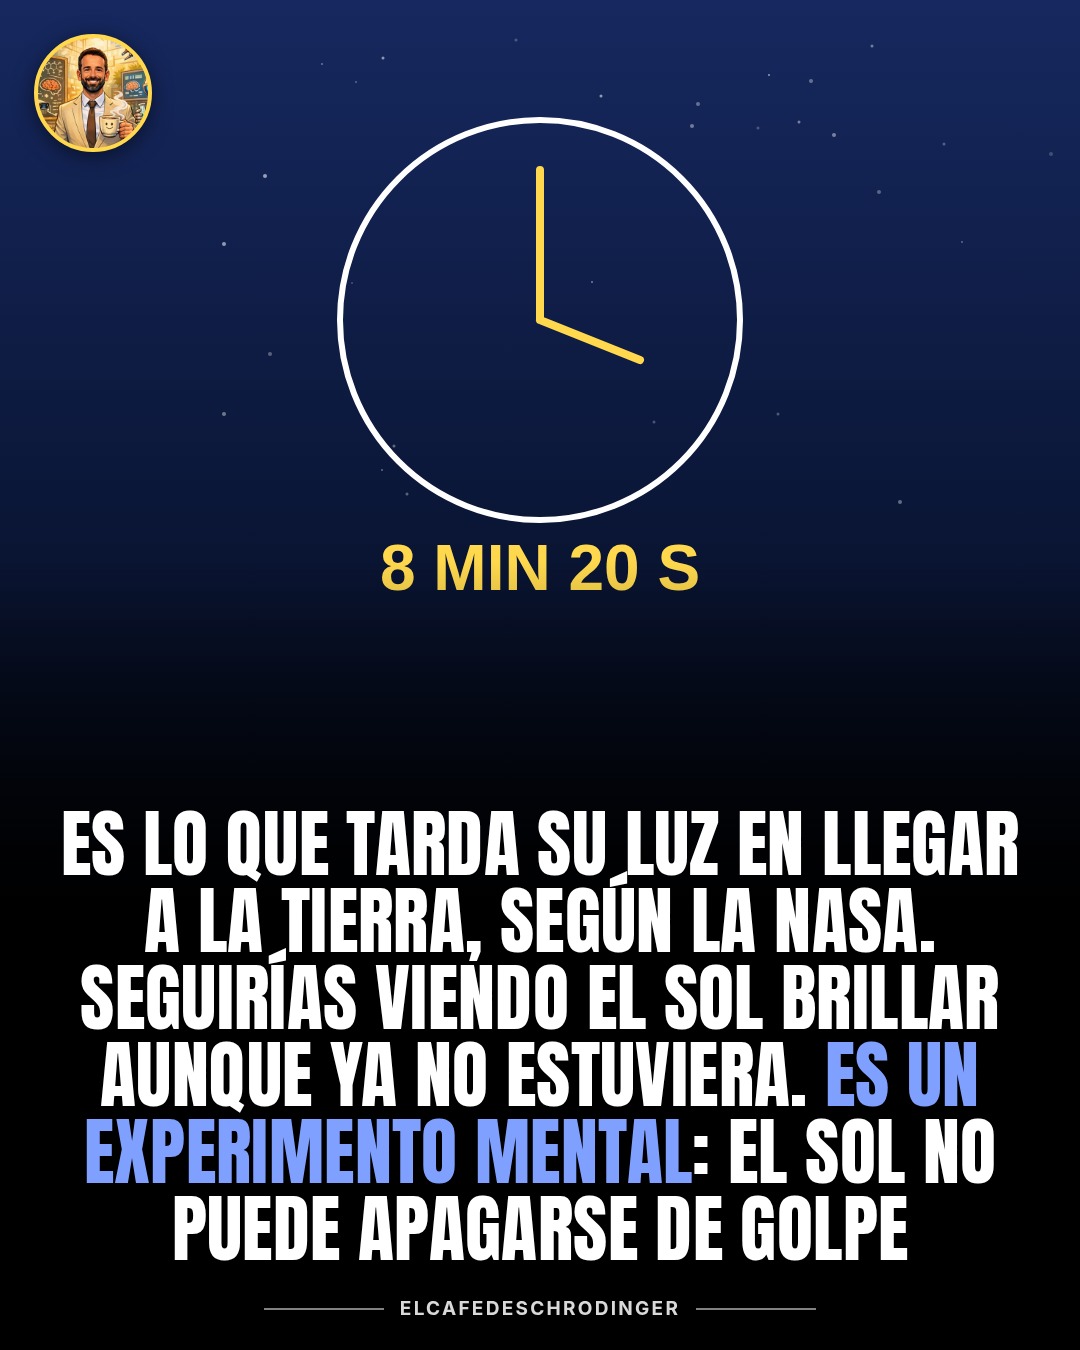 8 MIN 20 S
ES LO QUE TARDA SU LUZ EN LLEGAR
A LA TIERRA, SEGÚN LA NASA.
SEGUIRÍAS VIENDO EL SOL BRILLAR
AUNQUE YA NO ESTUVIERA. ES UN
EXPERIMENTO MENTAL: EL SOL NO
PUEDE APAGARSE DE GOLPE
ELCAFEDESCHRODINGER